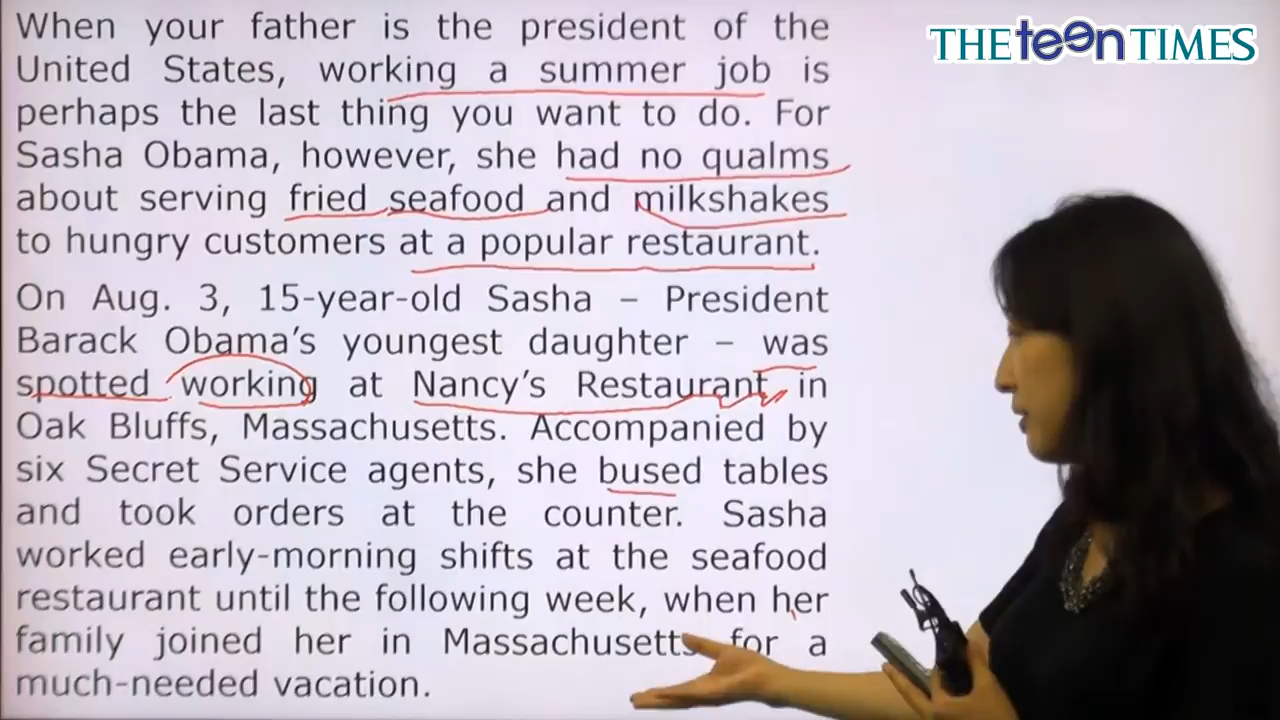 THE teen TIMES
When your father is the president of the
United States, working a summer job is
perhaps the last thing you want to do. For
Sasha Obama, however, she had no qualms
about serving fried seafood and milkshakes
to hungry customers at a popular restaurant.
On Aug. 3, 15-year-old Sasha – President
Barack Obama’s youngest daughter – was
spotted working at Nancy’s Restaurant, in
Oak Bluffs, Massachusetts. Accompanied by
six Secret Service agents, she bused tables
and took orders at the counter. Sasha
worked early-morning shifts at the seafood
restaurant until the following week, when her
family joined her in Massachusetts for a
much-needed vacation.